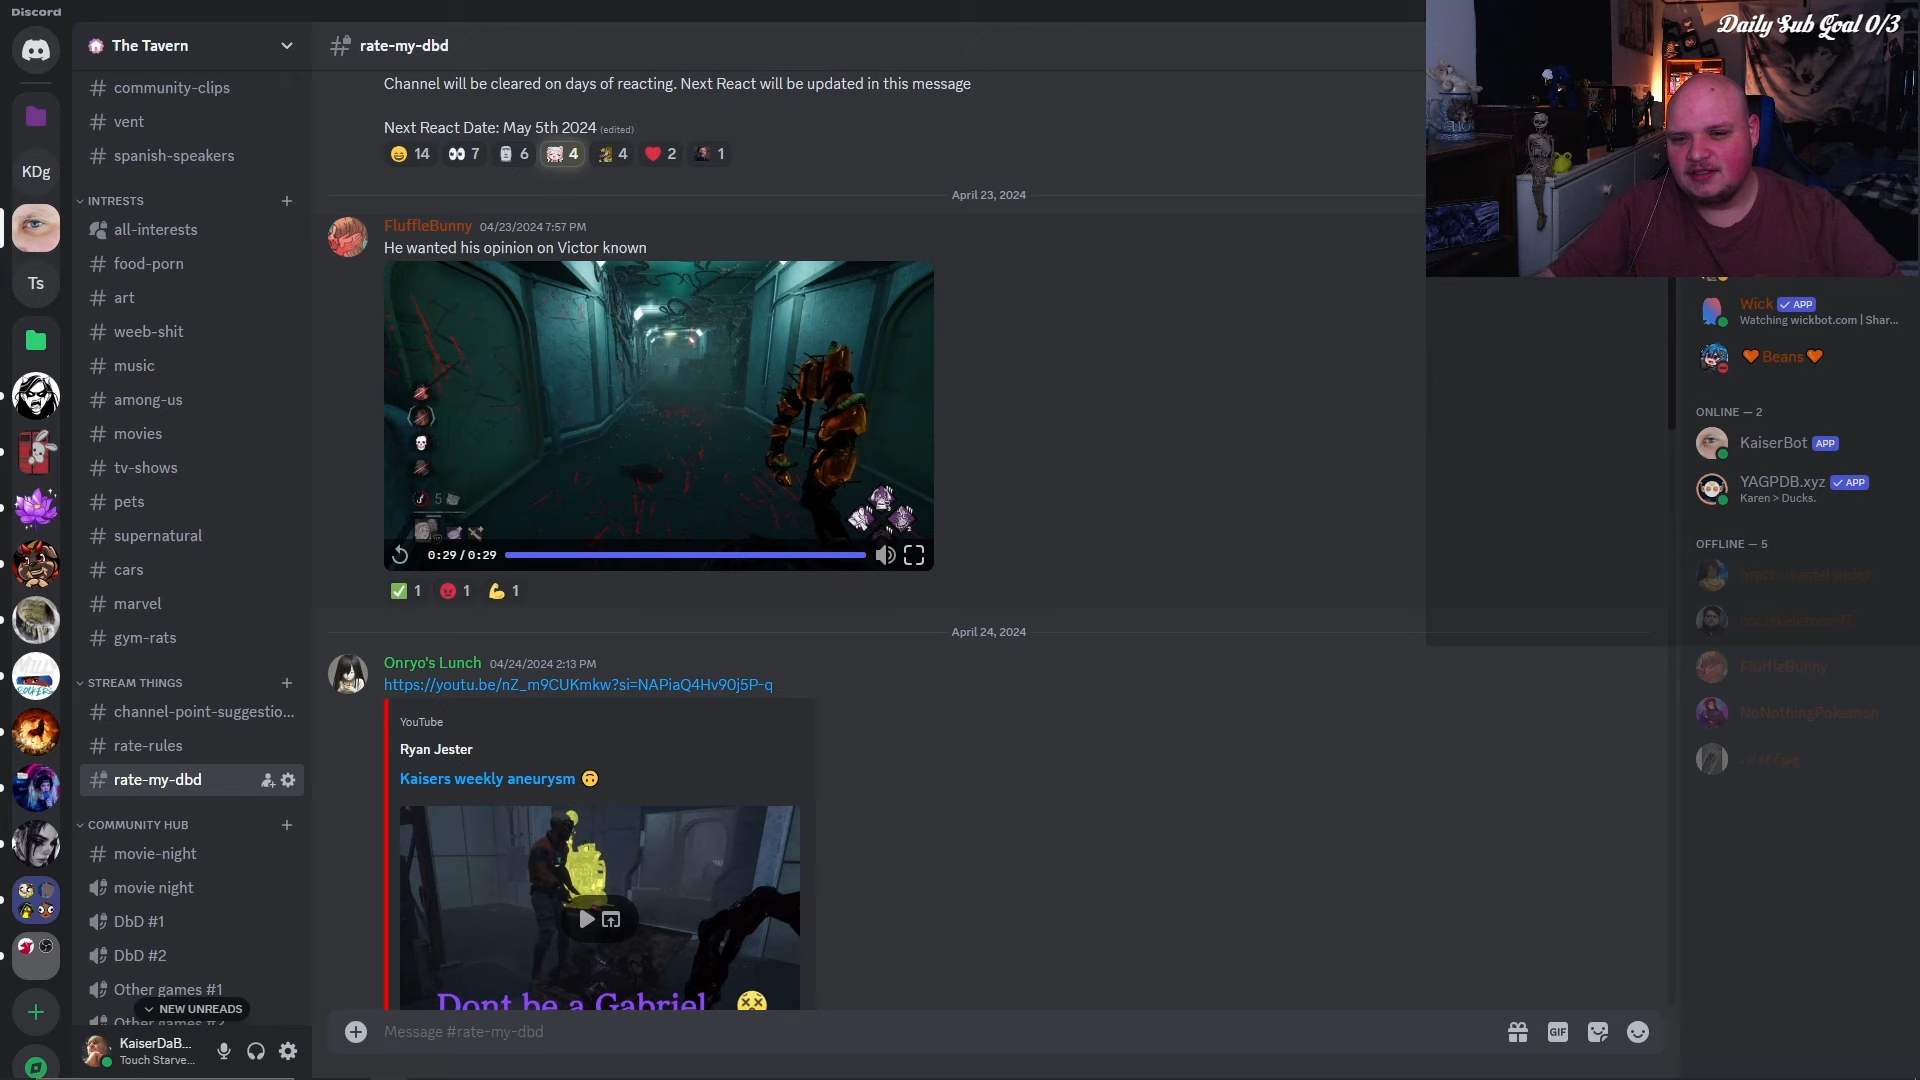 Discord
The Tavern
rate-my-dbd
Daily Sub Goal 0/3
community-clips
vent
spanish-speakers
INTRESTS
all-interests
food-porn
art
weeb-shit
music
among-us
movies
tv-shows
pets
supernatural
cars
marvel
gym-rats
STREAM THINGS
channel-point-suggestio...
rate-rules
rate-my-dbd
COMMUNITY HUB
movie-night
movie night
DbD #1
DbD #2
Other games #1
Other games #2
NEW UNREADS
KDg
Ts
KaiserDaB...
Touch Starve...
Channel will be cleared on days of reacting. Next React will be updated in this message
Next React Date: May 5th 2024 (edited)
14 7 6 4 4 2 1
April 23, 2024
FluffleBunny 04/23/2024 7:57 PM
He wanted his opinion on Victor known
5
0:29 / 0:29
1 1 1
April 24, 2024
Onryo's Lunch 04/24/2024 2:13 PM
https://youtu.be/nZ_m9CUKmkw?si=NAPiaQ4Hv90j5P-q
YouTube
Ryan Jester
Kaisers weekly aneurysm
Dont be a Gabriel
Message #rate-my-dbd
GIF
Wick APP
Watching wickbot.com | Shar...
Beans
ONLINE — 2
KaiserBot APP
YAGPDB.xyz APP
Karen > Ducks.
OFFLINE — 5
FluffleBunny
NoNothingPokemon